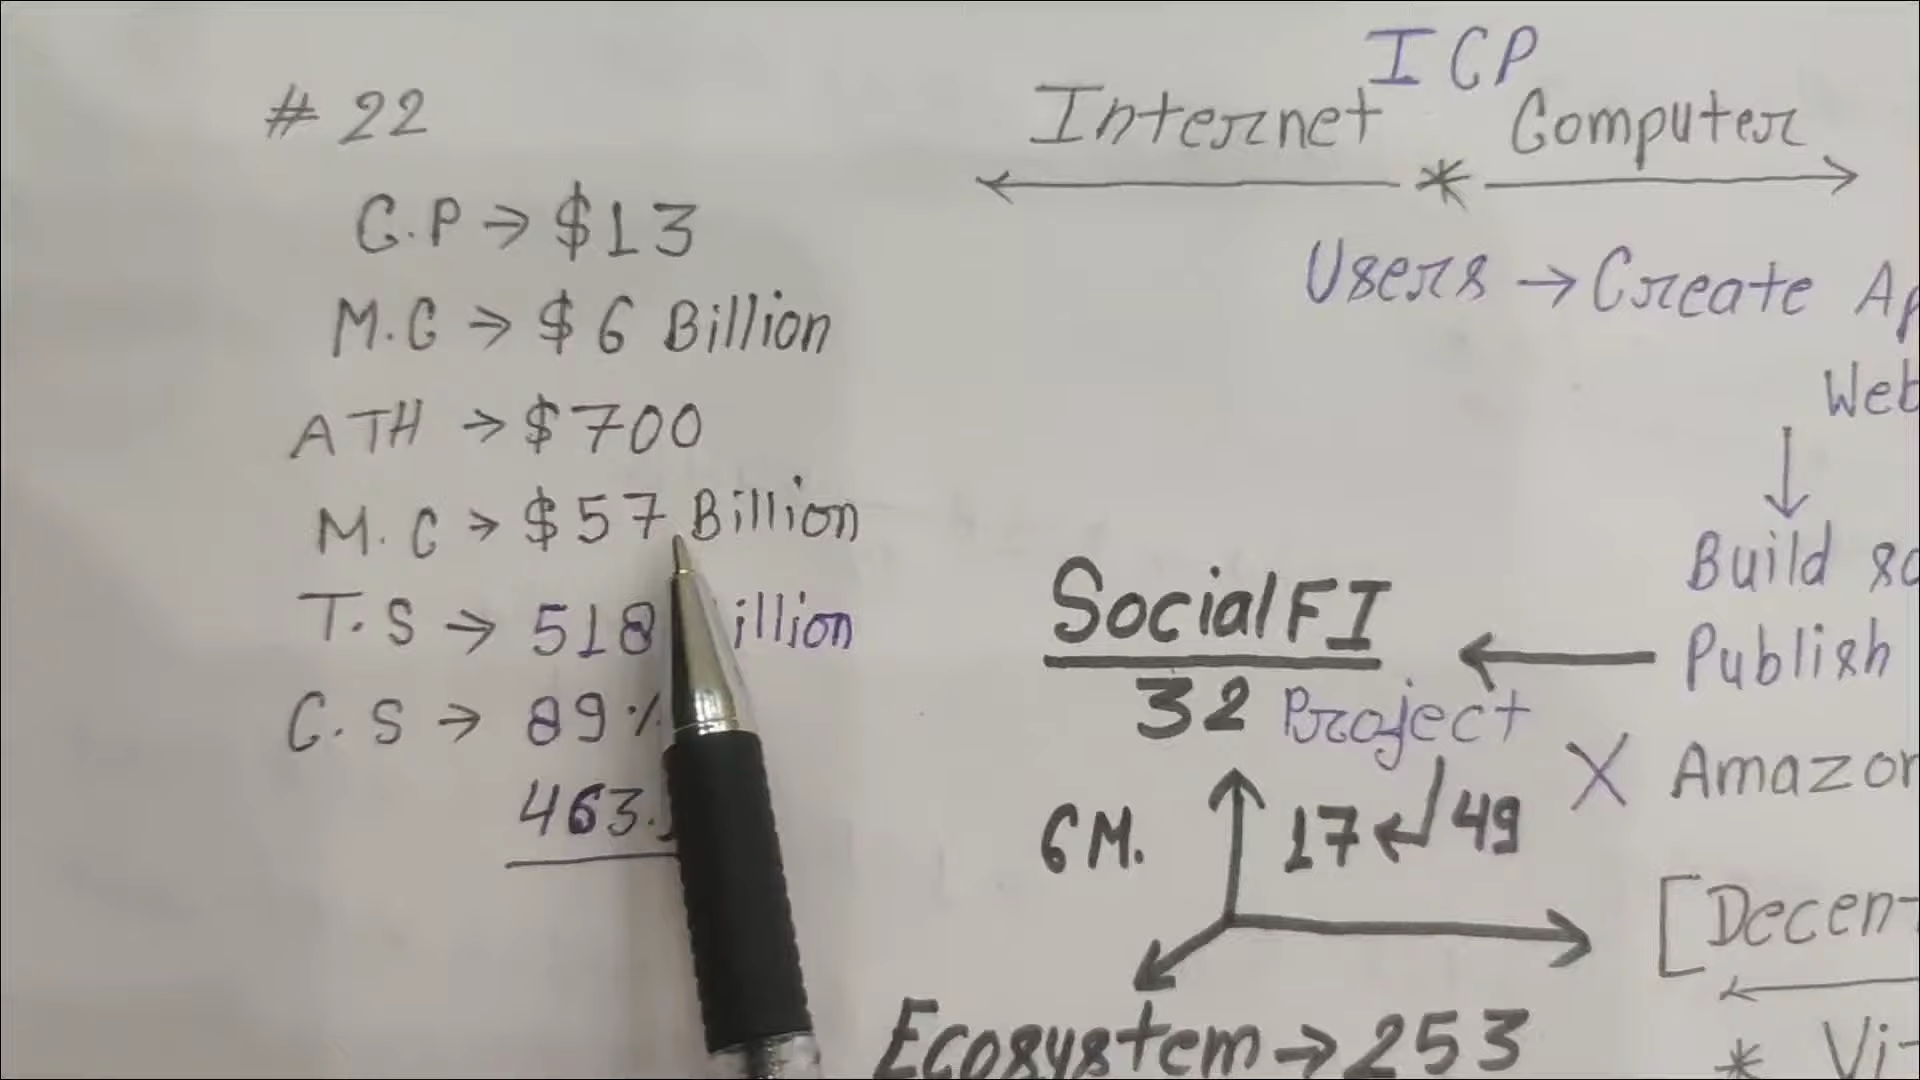 # 22
C.P → $13
M.C → $6 Billion
ATH → $700
M.C → $57 Billion
T.S → 518
C.S → 89%
463.
ICP
Internet Computer
Users → Create
Web
Build
Publish
SocialFI
32 Project
6M. 17 ↵ 49
X Amazon
Ecosystem → 253